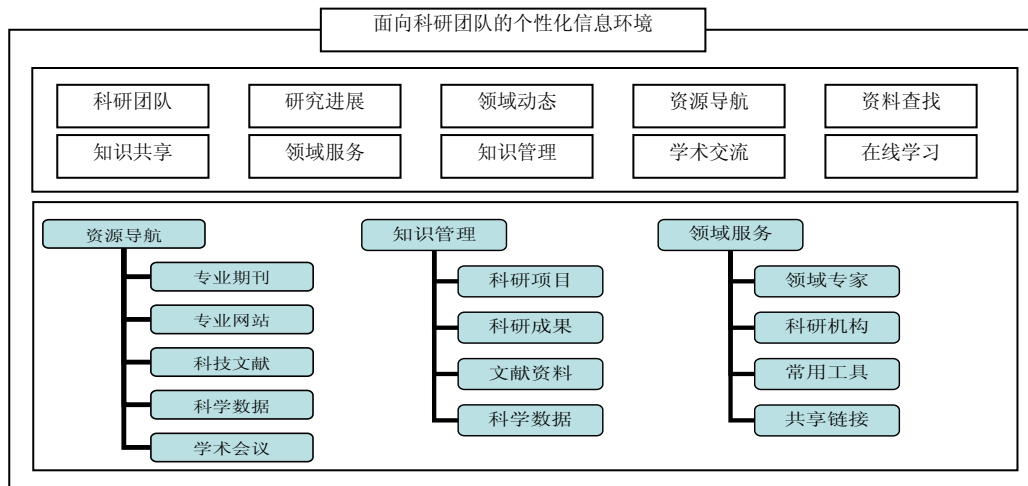 面向科研团队的个性化信息环境
科研团队 研究进展 领域动态 资源导航 资料查找
知识共享 领域服务 知识管理 学术交流 在线学习
资源导航
专业期刊
专业网站
科技文献
科学数据
学术会议
知识管理
科研项目
科研成果
文献资料
科学数据
领域服务
领域专家
科研机构
常用工具
共享链接